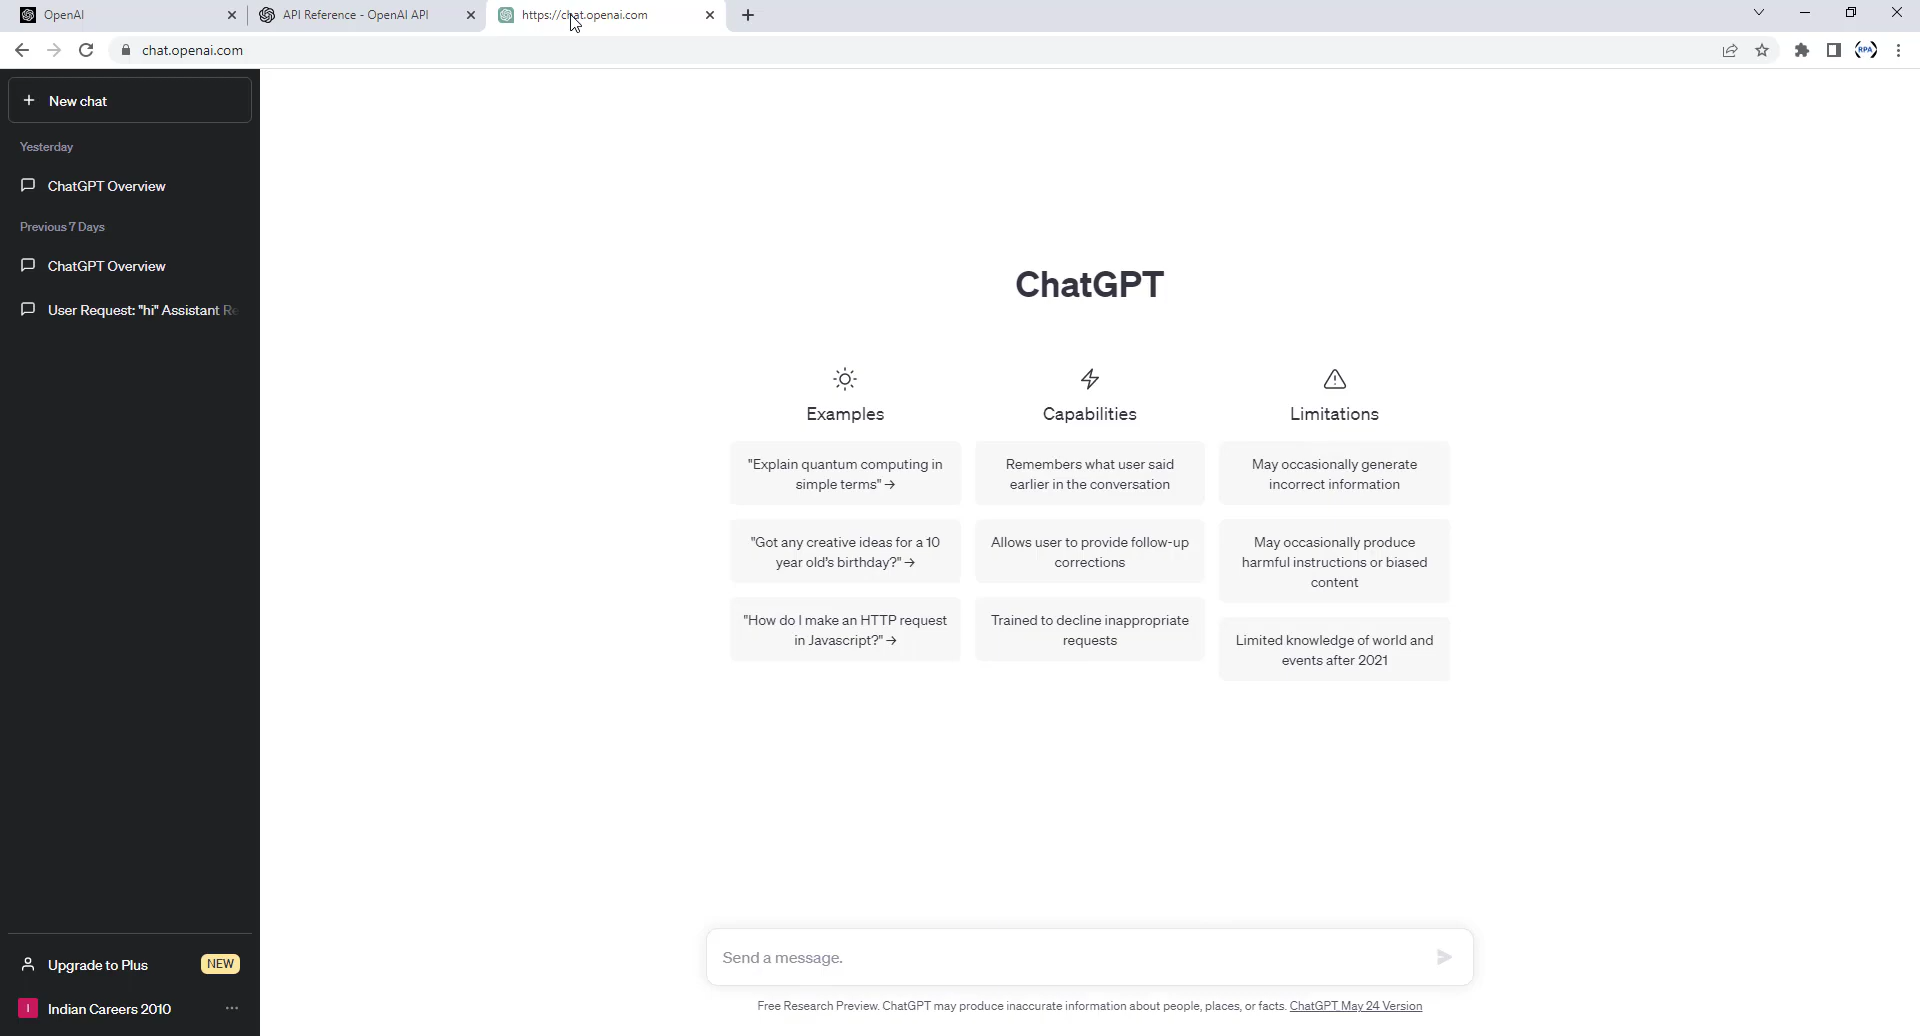 OpenAI
API Reference - OpenAI API
https://chat.openai.com
chat.openai.com
RPA
New chat
Yesterday
ChatGPT Overview
Previous 7 Days
ChatGPT Overview
User Request: "hi" Assistant Re
Upgrade to Plus
NEW
I
Indian Careers 2010
ChatGPT
Examples
"Explain quantum computing in
simple terms" →
"Got any creative ideas for a 10
year old's birthday?" →
"How do I make an HTTP request
in Javascript?" →
Capabilities
Remembers what user said
earlier in the conversation
Allows user to provide follow-up
corrections
Trained to decline inappropriate
requests
Limitations
May occasionally generate
incorrect information
May occasionally produce
harmful instructions or biased
content
Limited knowledge of world and
events after 2021
Send a message.
Free Research Preview. ChatGPT may produce inaccurate information about people, places, or facts. ChatGPT May 24 Version